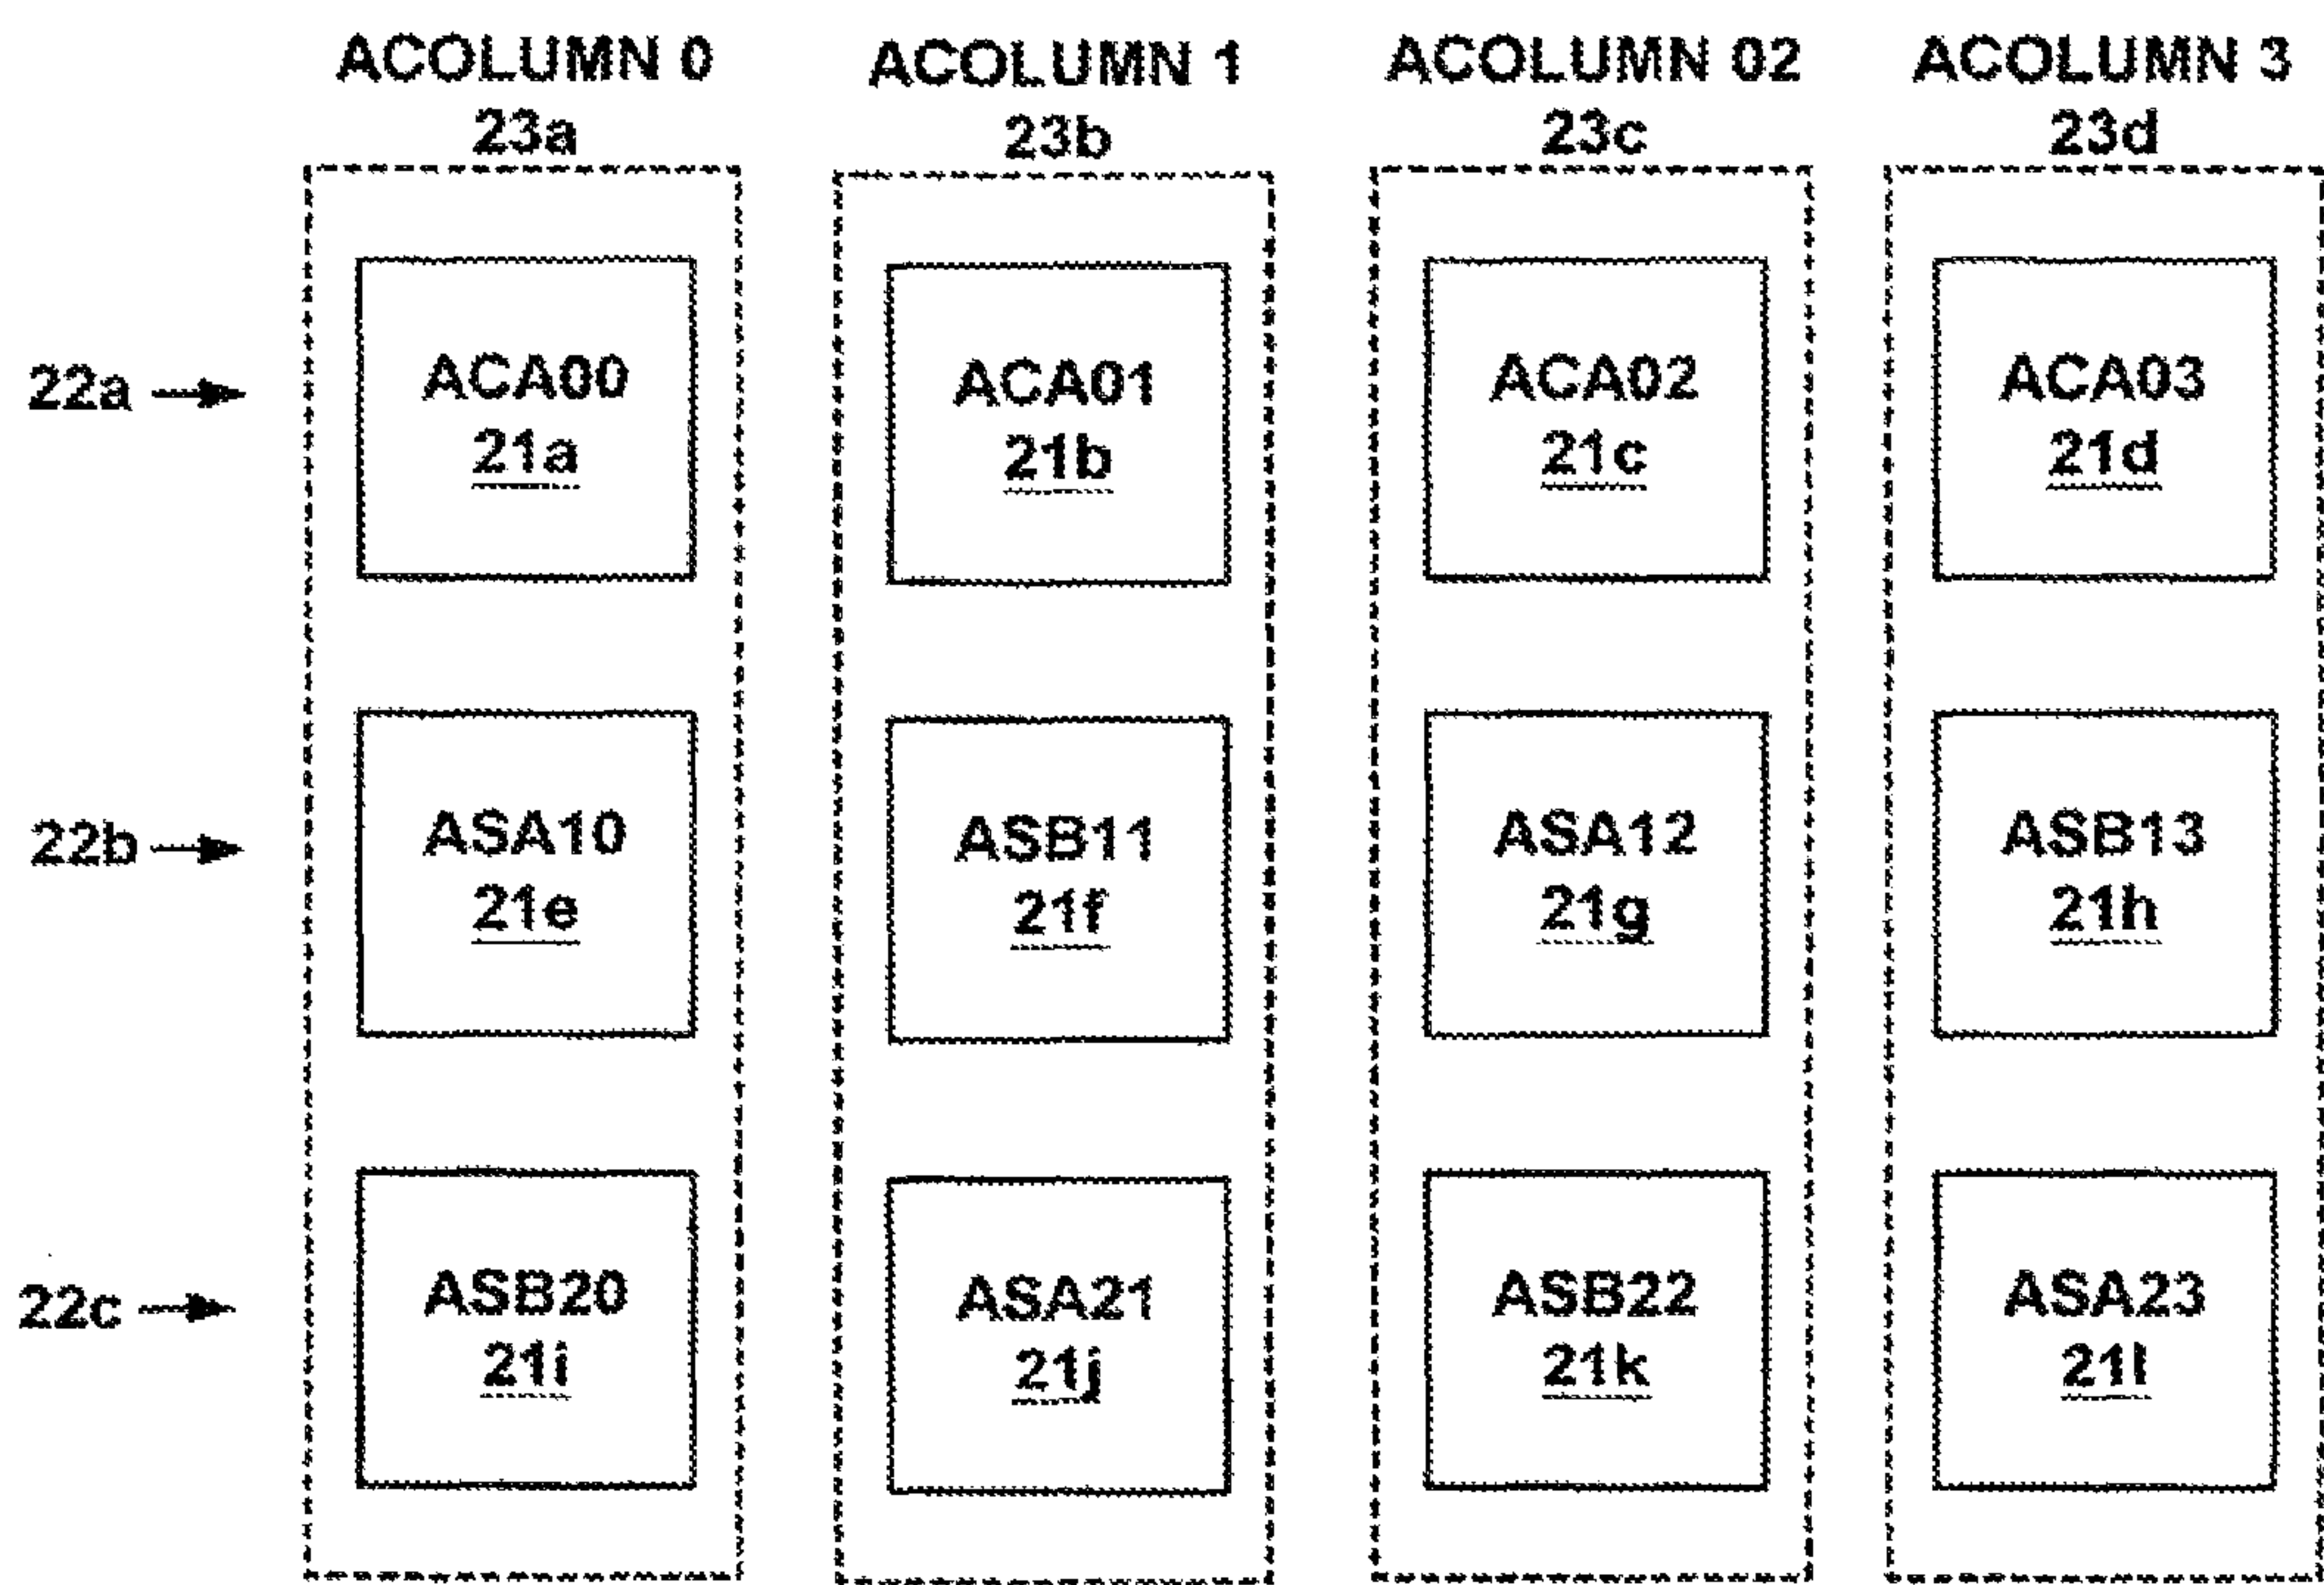 ACOLUMN 0 ACOLUMN 1 ACOLUMN 02 ACOLUMN 3
23a 23b 23c 23d
22a ACA00 ACA01 ACA02 ACA03
21a 21b 21c 21d
22b ASA10 ASB11 ASA12 ASB13
21e 21f 21g 21h
22c ASB20 ASA21 ASB22 ASA23
21i 21j 21k 21l